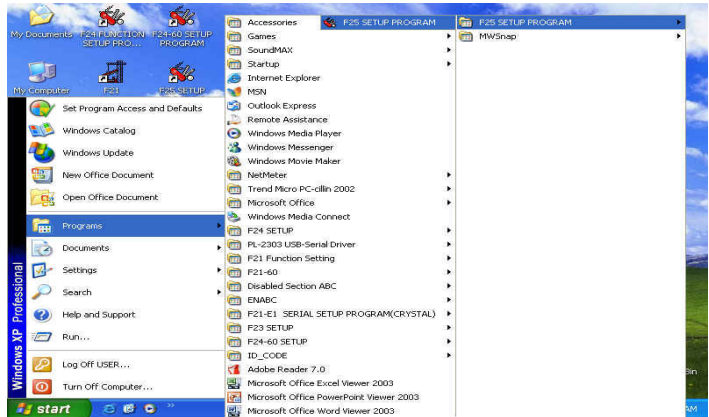 My Documents
F24 FUNCTION
SETUP PRO...
F24-60 SETUP
PROGRAM
My Computer
F21
F25 SETUP
Set Program Access and Defaults
Windows Catalog
Windows Update
New Office Document
Open Office Document
Programs
Documents
Settings
Search
Help and Support
Run...
Log Off USER...
Turn Off Computer...
Windows XP Professional
start
Accessories
Games
SoundMAX
Startup
Internet Explorer
MSN
Outlook Express
Remote Assistance
Windows Media Player
Windows Messenger
Windows Movie Maker
NetMeter
Trend Micro PC-cillin 2002
Microsoft Office
Windows Media Connect
F24 SETUP
PL-2303 USB-Serial Driver
F21 Function Setting
F21-60
Disabled Section ABC
ENABC
F21-E1 SERIAL SETUP PROGRAM(CRYSTAL)
F23 SETUP
F24-60 SETUP
ID_CODE
Adobe Reader 7.0
Microsoft Office Excel Viewer 2003
Microsoft Office PowerPoint Viewer 2003
Microsoft Office Word Viewer 2003
F25 SETUP PROGRAM
F25 SETUP PROGRAM
MWSnap
Bin
AM